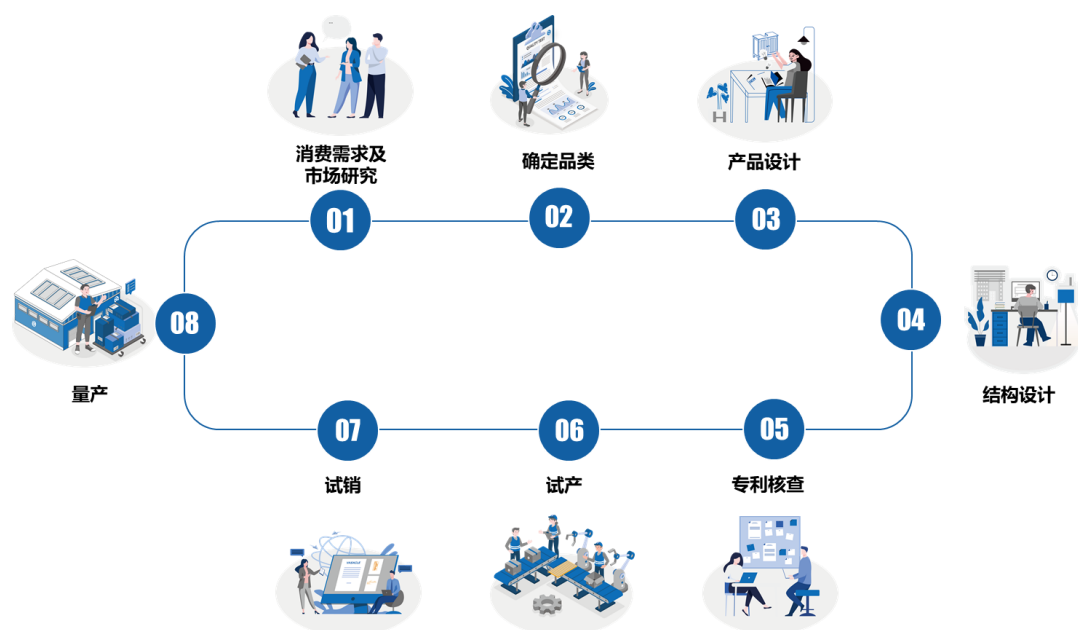 消费需求及
市场研究
确定品类
产品设计
01
02
03
08
04
量产
结构设计
07
06
05
试销
试产
专利核查